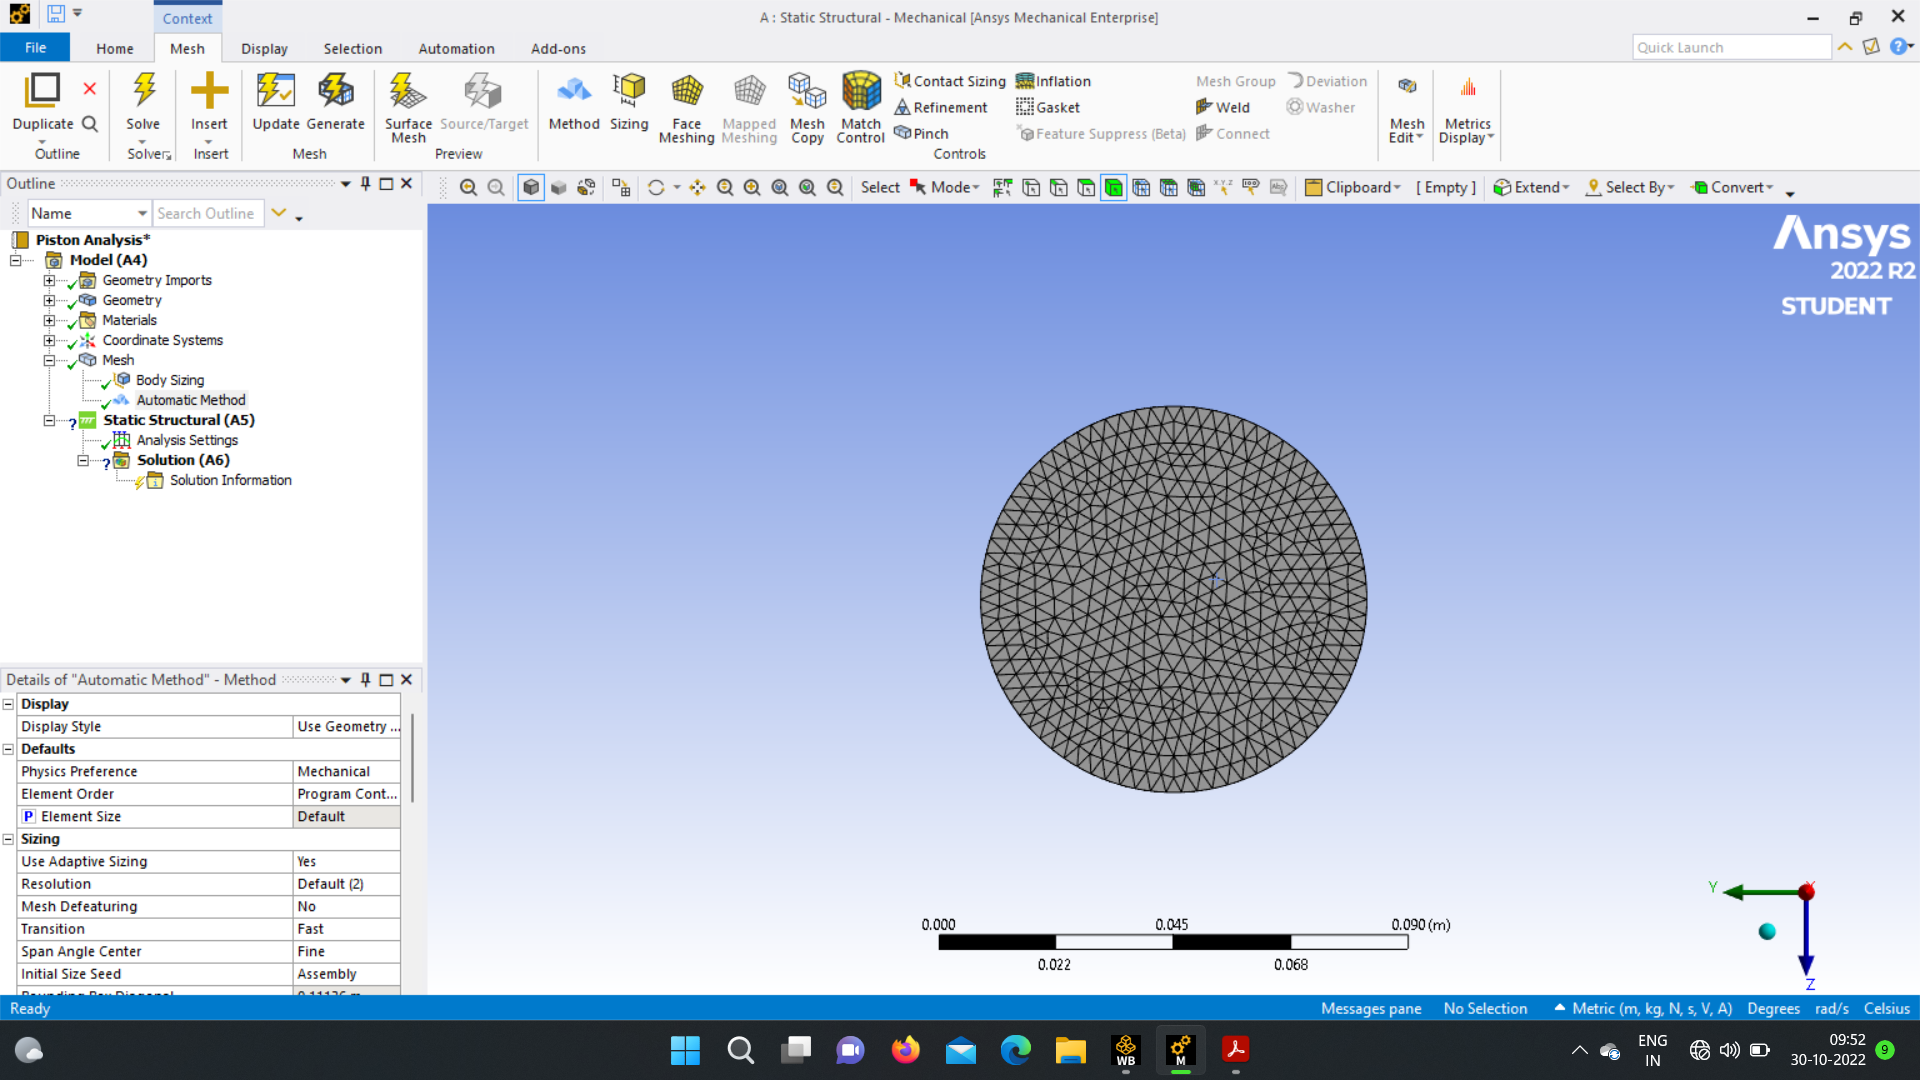 Context
A : Static Structural - Mechanical [Ansys Mechanical Enterprise]
File Home Mesh Display Selection Automation Add-ons
Quick Launch
Duplicate
Outline
Solve
Solver
Insert
Insert
Update Generate
Mesh
Surface Mesh
Source/Target
Preview
Method Sizing
Face Meshing
Mapped Meshing
Mesh Copy
Match Control
Contact Sizing
Refinement
Pinch
Inflation
Gasket
Feature Suppress (Beta)
Mesh Group
Weld
Connect
Deviation
Washer
Controls
Mesh Edit
Metrics Display
Outline
Name Search Outline
Select Mode Clipboard [ Empty ] Extend Select By Convert
Piston Analysis*
Model (A4)
Geometry Imports
Geometry
Materials
Coordinate Systems
Mesh
Body Sizing
Automatic Method
Static Structural (A5)
Analysis Settings
Solution (A6)
Solution Information
Ansys
2022 R2
STUDENT
Details of "Automatic Method" - Method
Display
Display Style Use Geometry ...
Defaults
Physics Preference Mechanical
Element Order Program Cont...
P Element Size Default
Sizing
Use Adaptive Sizing Yes
Resolution Default (2)
Mesh Defeaturing No
Transition Fast
Span Angle Center Fine
Initial Size Seed Assembly
0.000 0.045 0.090 (m)
0.022 0.068
Y
X
Z
Ready Messages pane No Selection Metric (m, kg, N, s, V, A) Degrees rad/s Celsius
WB
M
ENG
IN
09:52
30-10-2022
9